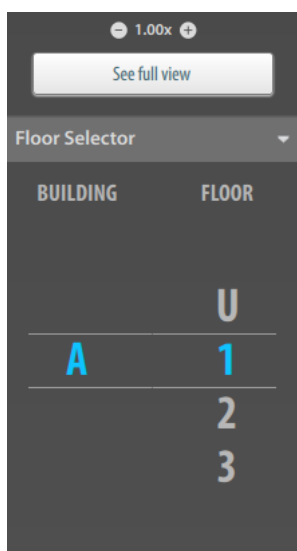 1.00x
See full view
Floor Selector
BUILDING FLOOR
U
A 1
2
3